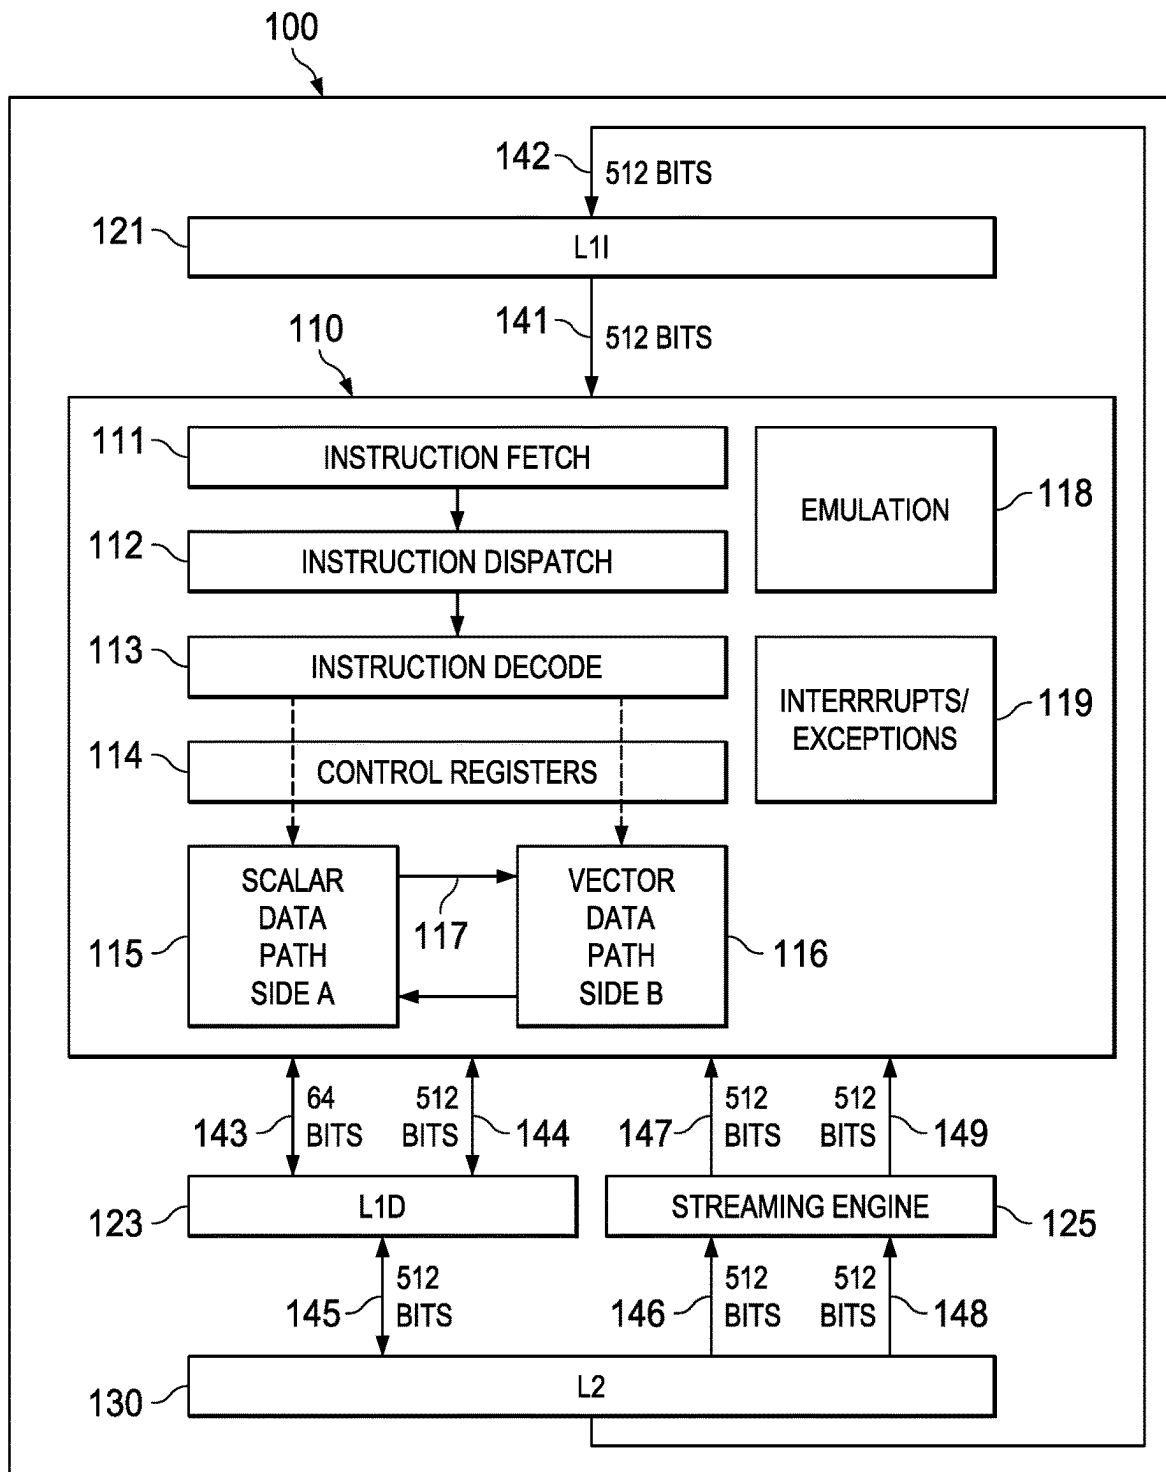 100
142
512 BITS
121
L1I
141
512 BITS
110
111
INSTRUCTION FETCH
118
EMULATION
112
INSTRUCTION DISPATCH
113
INSTRUCTION DECODE
119
INTERRRUPTS/
EXCEPTIONS
114
CONTROL REGISTERS
115
SCALAR
DATA
PATH
SIDE A
117
VECTOR
DATA
PATH
SIDE B
116
143
64
BITS
512
BITS
144
147
512
BITS
512
BITS
149
123
L1D
STREAMING ENGINE
125
145
512
BITS
146
512
BITS
512
BITS
148
130
L2